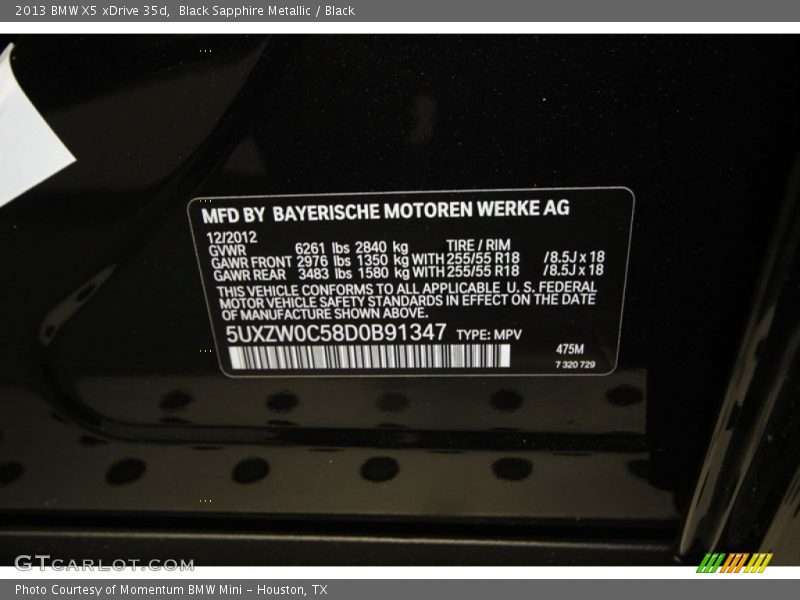 2013 BMW X5 xDrive 35d,  Black Sapphire Metallic / Black
MFD BY BAYERISCHE MOTOREN WERKE AG
12/2012
GVWR 6261 lbs 2840 kg TIRE / RIM
GAWR FRONT 2976 lbs 1350 kg WITH 255/55 R18 /8.5J x 18
GAWR REAR 3483 lbs 1580 kg WITH 255/55 R18 /8.5J x 18
THIS VEHICLE CONFORMS TO ALL APPLICABLE U. S. FEDERAL
MOTOR VEHICLE SAFETY STANDARDS IN EFFECT ON THE DATE
OF MANUFACTURE SHOWN ABOVE.
5UXZW0C58D0B91347 TYPE: MPV
475M
7 320 729
GTCARLOT.COM
Photo Courtesy of Momentum BMW Mini - Houston, TX